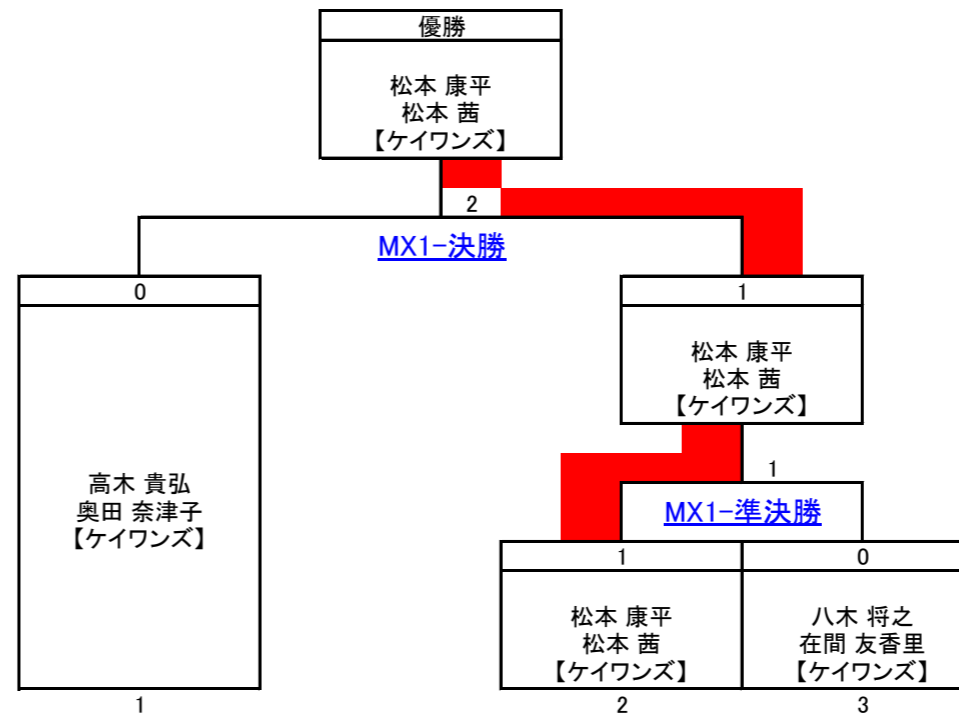 優勝
松本 康平
松本 茜
【ケイワンズ】
2
MX1-決勝
0
高木 貴弘
奥田 奈津子
【ケイワンズ】
1
1
松本 康平
松本 茜
【ケイワンズ】
1
MX1-準決勝
1
松本 康平
松本 茜
【ケイワンズ】
2
0
八木 将之
在間 友香里
【ケイワンズ】
3